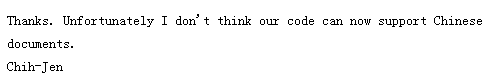 Thanks. Unfortunately I don't think our code can now support Chinese
documents.
Chih-Jen